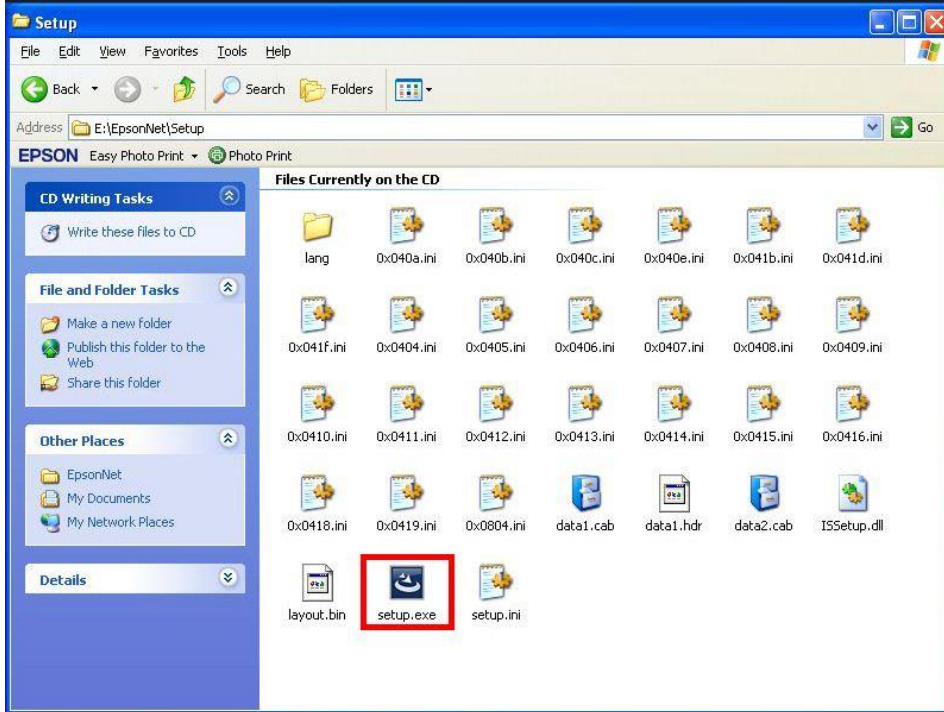 Setup
File Edit View Favorites Tools Help
Back Search Folders
Address E:\EpsonNet\Setup Go
EPSON Easy Photo Print Photo Print
Files Currently on the CD
CD Writing Tasks
Write these files to CD
File and Folder Tasks
Make a new folder
Publish this folder to the
Web
Share this folder
Other Places
EpsonNet
My Documents
My Network Places
Details
lang 0x040a.ini 0x040b.ini 0x040c.ini 0x040e.ini 0x041b.ini 0x041d.ini
0x041f.ini 0x0404.ini 0x0405.ini 0x0406.ini 0x0407.ini 0x0408.ini 0x0409.ini
0x0410.ini 0x0411.ini 0x0412.ini 0x0413.ini 0x0414.ini 0x0415.ini 0x0416.ini
0x0418.ini 0x0419.ini 0x0804.ini data1.cab data1.hdr data2.cab ISSetup.dll
layout.bin setup.exe setup.ini